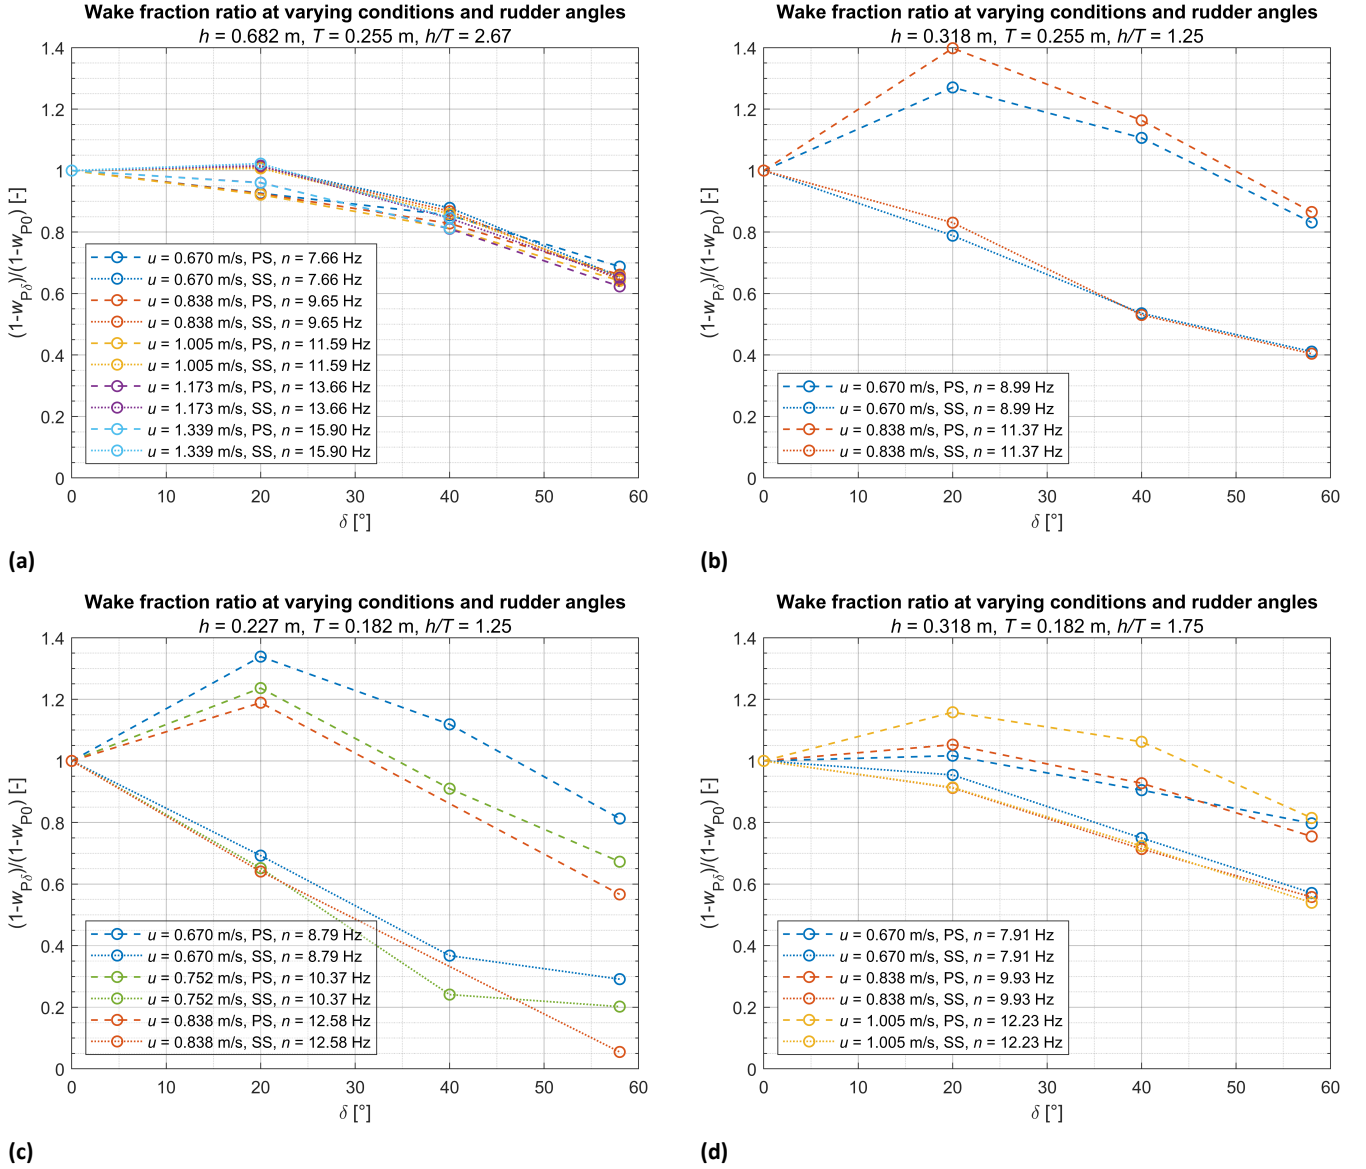 Wake fraction ratio at varying conditions and rudder angles
h = 0.682 m, T = 0.255 m, h/T = 2.67
(1-wPδ)/(1-wP0) [-]
1.4
1.2
1
0.8
0.6
0.4
0.2
0
u = 0.670 m/s, PS, n = 7.66 Hz
u = 0.670 m/s, SS, n = 7.66 Hz
u = 0.838 m/s, PS, n = 9.65 Hz
u = 0.838 m/s, SS, n = 9.65 Hz
u = 1.005 m/s, PS, n = 11.59 Hz
u = 1.005 m/s, SS, n = 11.59 Hz
u = 1.173 m/s, PS, n = 13.66 Hz
u = 1.173 m/s, SS, n = 13.66 Hz
u = 1.339 m/s, PS, n = 15.90 Hz
u = 1.339 m/s, SS, n = 15.90 Hz
0 10 20 30 40 50 60
δ [°]
(a)
Wake fraction ratio at varying conditions and rudder angles
h = 0.318 m, T = 0.255 m, h/T = 1.25
(1-wPδ)/(1-wP0) [-]
1.4
1.2
1
0.8
0.6
0.4
0.2
0
u = 0.670 m/s, PS, n = 8.99 Hz
u = 0.670 m/s, SS, n = 8.99 Hz
u = 0.838 m/s, PS, n = 11.37 Hz
u = 0.838 m/s, SS, n = 11.37 Hz
0 10 20 30 40 50 60
δ [°]
(b)
Wake fraction ratio at varying conditions and rudder angles
h = 0.227 m, T = 0.182 m, h/T = 1.25
(1-wPδ)/(1-wP0) [-]
1.4
1.2
1
0.8
0.6
0.4
0.2
0
u = 0.670 m/s, PS, n = 8.79 Hz
u = 0.670 m/s, SS, n = 8.79 Hz
u = 0.752 m/s, PS, n = 10.37 Hz
u = 0.752 m/s, SS, n = 10.37 Hz
u = 0.838 m/s, PS, n = 12.58 Hz
u = 0.838 m/s, SS, n = 12.58 Hz
0 10 20 30 40 50 60
δ [°]
(c)
Wake fraction ratio at varying conditions and rudder angles
h = 0.318 m, T = 0.182 m, h/T = 1.75
(1-wPδ)/(1-wP0) [-]
1.4
1.2
1
0.8
0.6
0.4
0.2
0
u = 0.670 m/s, PS, n = 7.91 Hz
u = 0.670 m/s, SS, n = 7.91 Hz
u = 0.838 m/s, PS, n = 9.93 Hz
u = 0.838 m/s, SS, n = 9.93 Hz
u = 1.005 m/s, PS, n = 12.23 Hz
u = 1.005 m/s, SS, n = 12.23 Hz
0 10 20 30 40 50 60
δ [°]
(d)